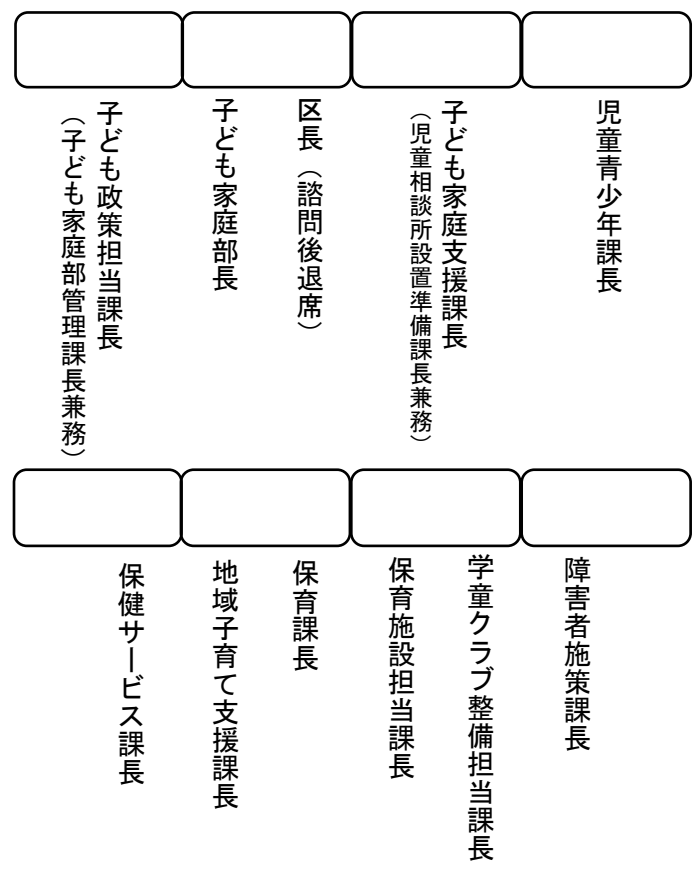 児童青少年課長
子ども家庭支援課長
（児童相談所設置準備課長兼務）
区長（諮問後退席）
子ども家庭部長
子ども政策担当課長
（子ども家庭部管理課長兼務）
障害者施策課長
学童クラブ整備担当課長
保育施設担当課長
保育課長
地域子育て支援課長
保健サービス課長